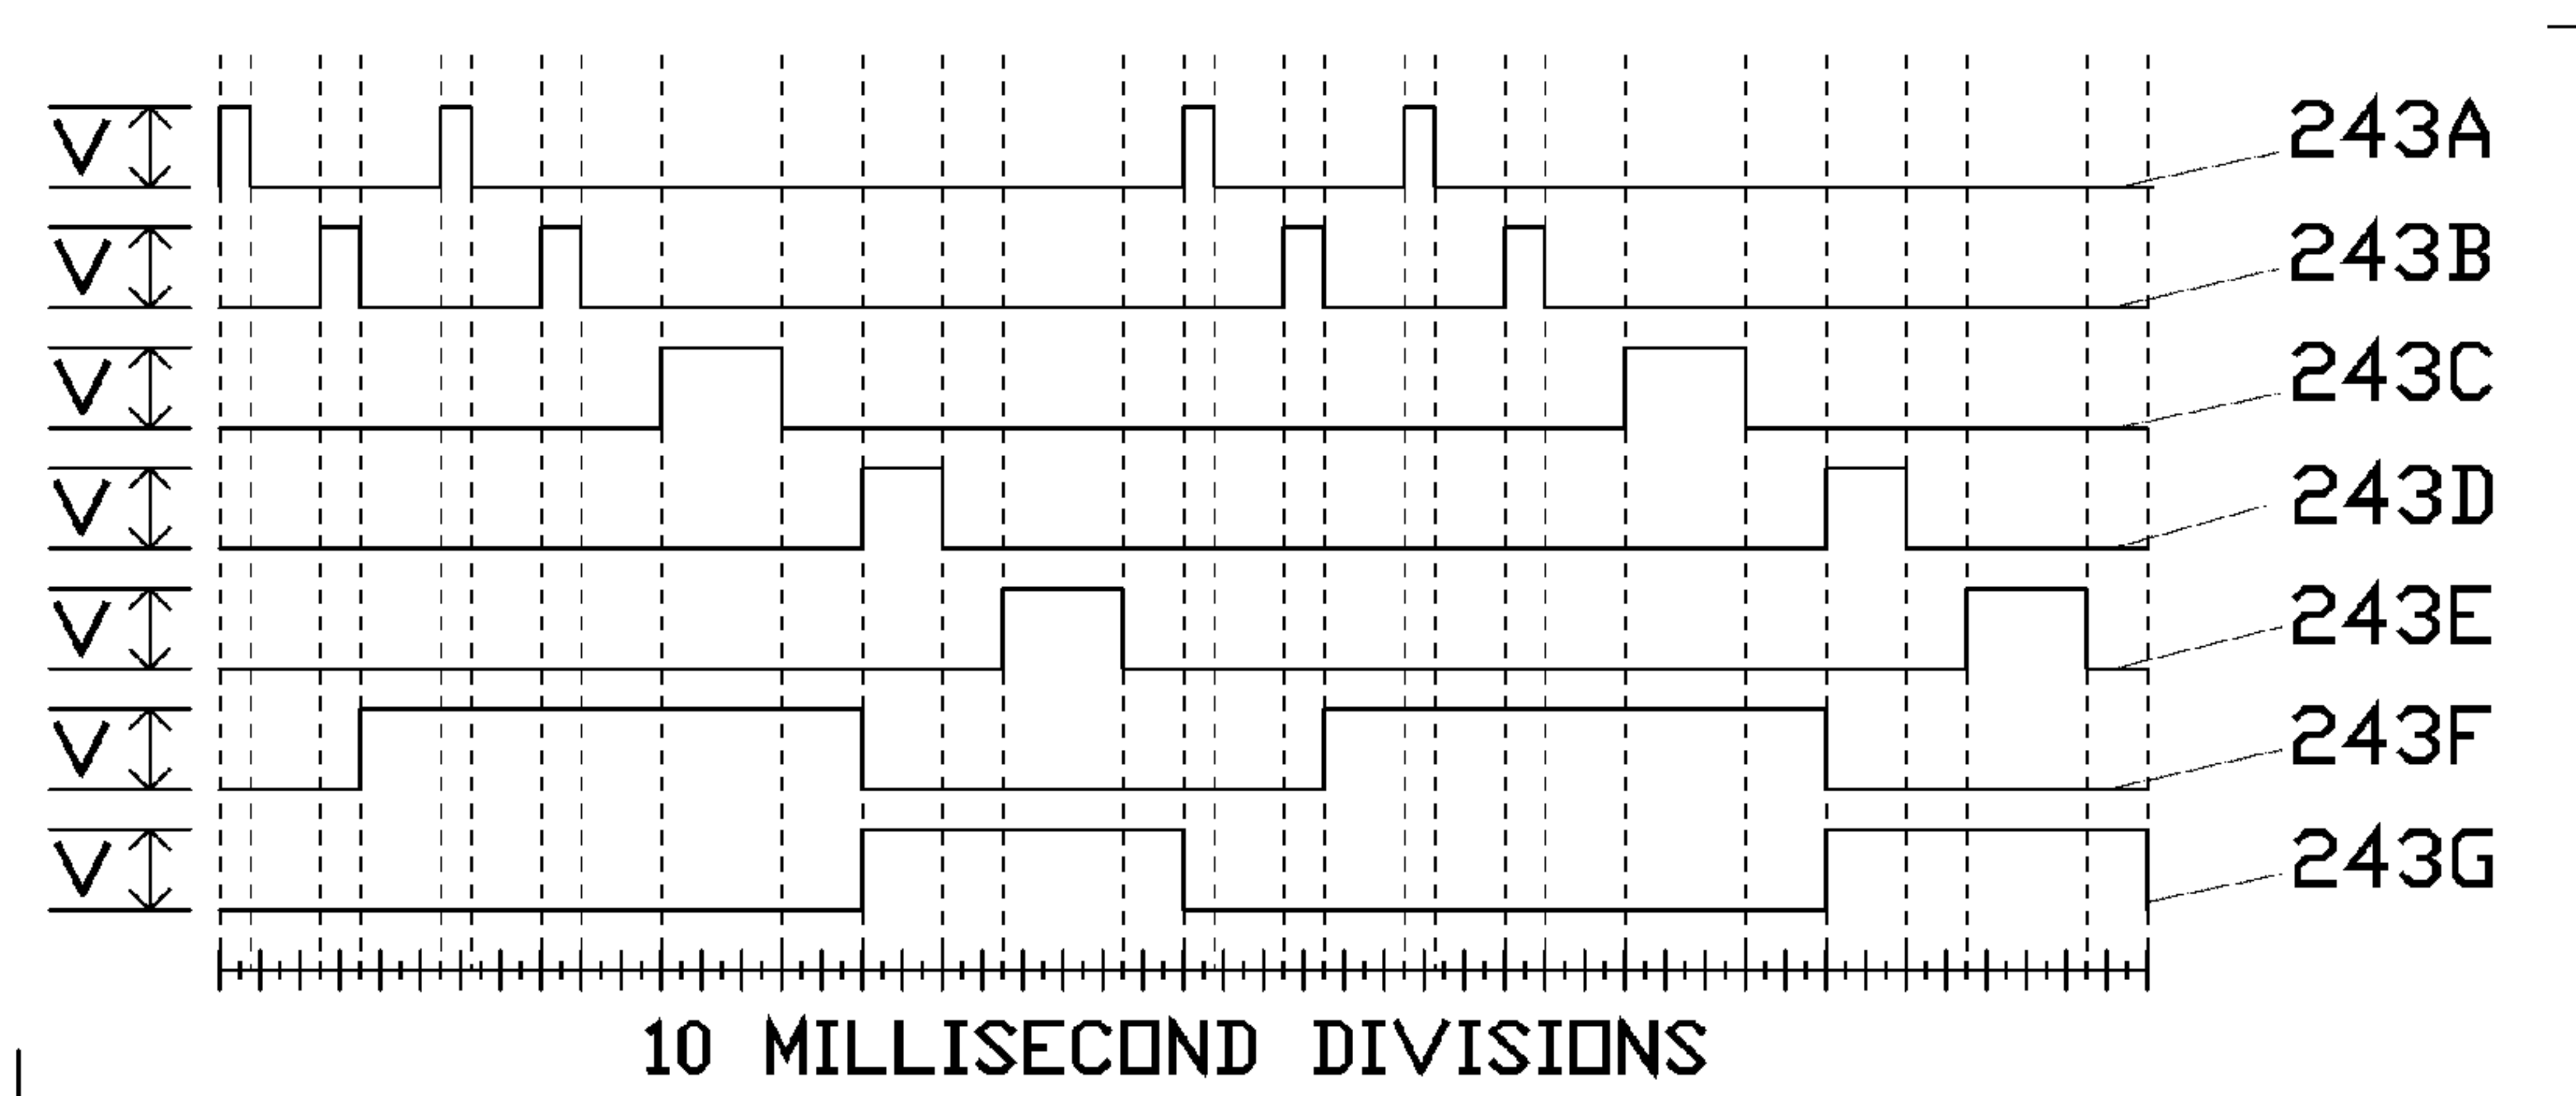 V 243A
V 243B
V 243C
V 243D
V 243E
V 243F
V 243G
10 MILLISECOND DIVISIONS